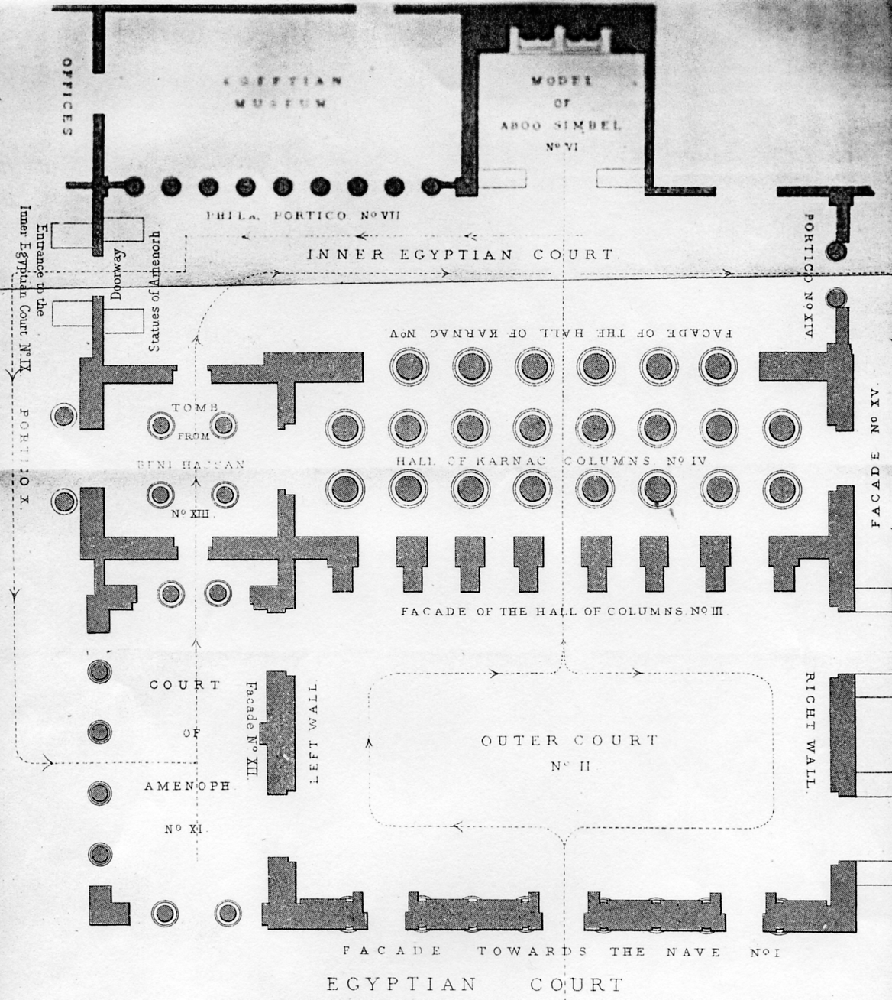 OFFICES
EGYPTIAN
MUSEUM
MODEL
OF
ABOO SIMBEL
No VI
PHILÆ PORTICO No VII
INNER EGYPTIAN COURT.
Entrance to the
Inner Egyptian Court No IX
Doorway
Statues of Amenorh
PORTICO No XIV
FACADE OF THE HALL OF KARNAC No V.
TOMB
FROM
BENI HASSAN
No XIII.
PORTICO X
HALL OF KARNAC COLUMNS No IV
FACADE No XV
FACADE OF THE HALL OF COLUMNS. No III.
COURT
OF
AMENOPH.
No XI.
Facade No XII.
LEFT WALL
OUTER COURT
No II.
RIGHT WALL
FACADE TOWARDS THE NAVE No I
EGYPTIAN COURT